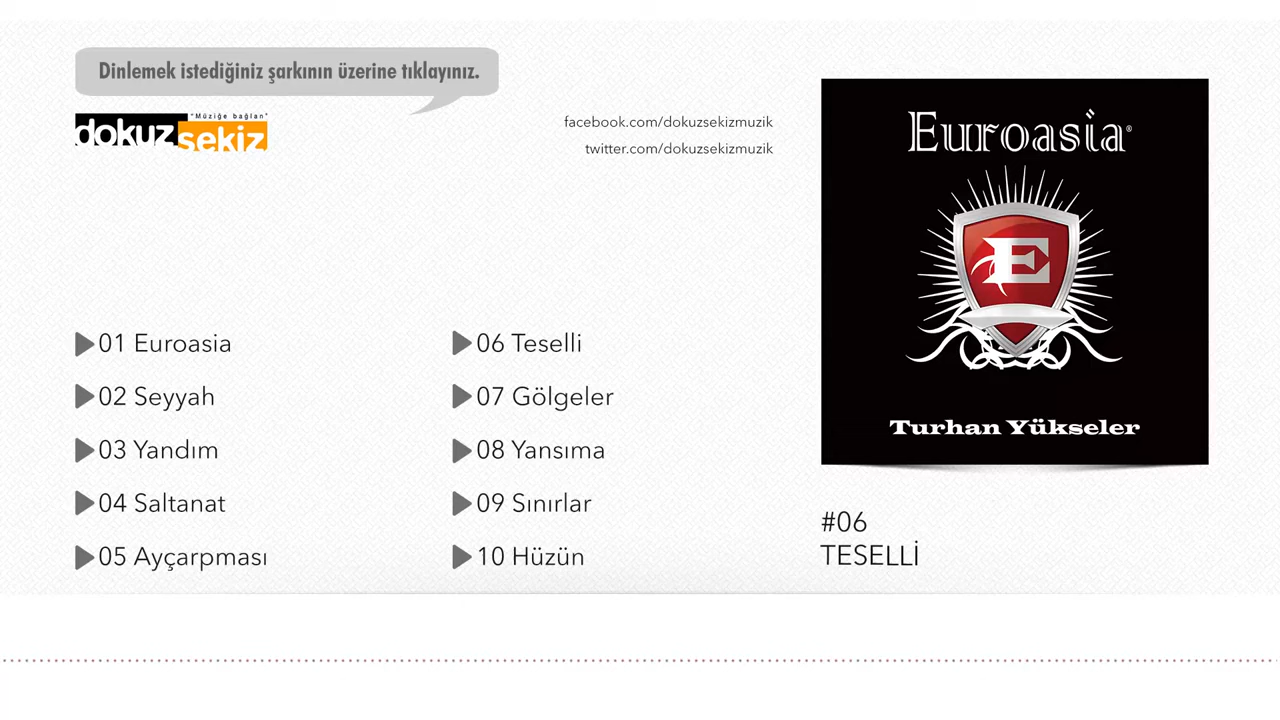 Dinlemek istediğiniz şarkının üzerine tıklayınız.
"Müziğe bağlan"
dokuz sekiz
facebook.com/dokuzsekizmuzik
twitter.com/dokuzsekizmuzik
01 Euroasia
02 Seyyah
03 Yandım
04 Saltanat
05 Ayçarpması
06 Teselli
07 Gölgeler
08 Yansıma
09 Sınırlar
10 Hüzün
Euroasia®
E
Turhan Yükseler
#06
TESELLİ